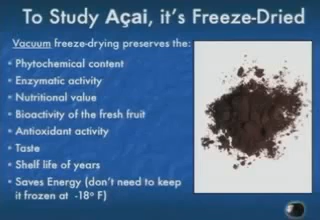 To Study Açai, it's Freeze-Dried
Vacuum freeze-drying preserves the:
• Phytochemical content
• Enzymatic activity
• Nutritional value
• Bioactivity of the fresh fruit
• Antioxidant activity
• Taste
• Shelf life of years
• Saves Energy (don't need to keep
it frozen at -18º F)